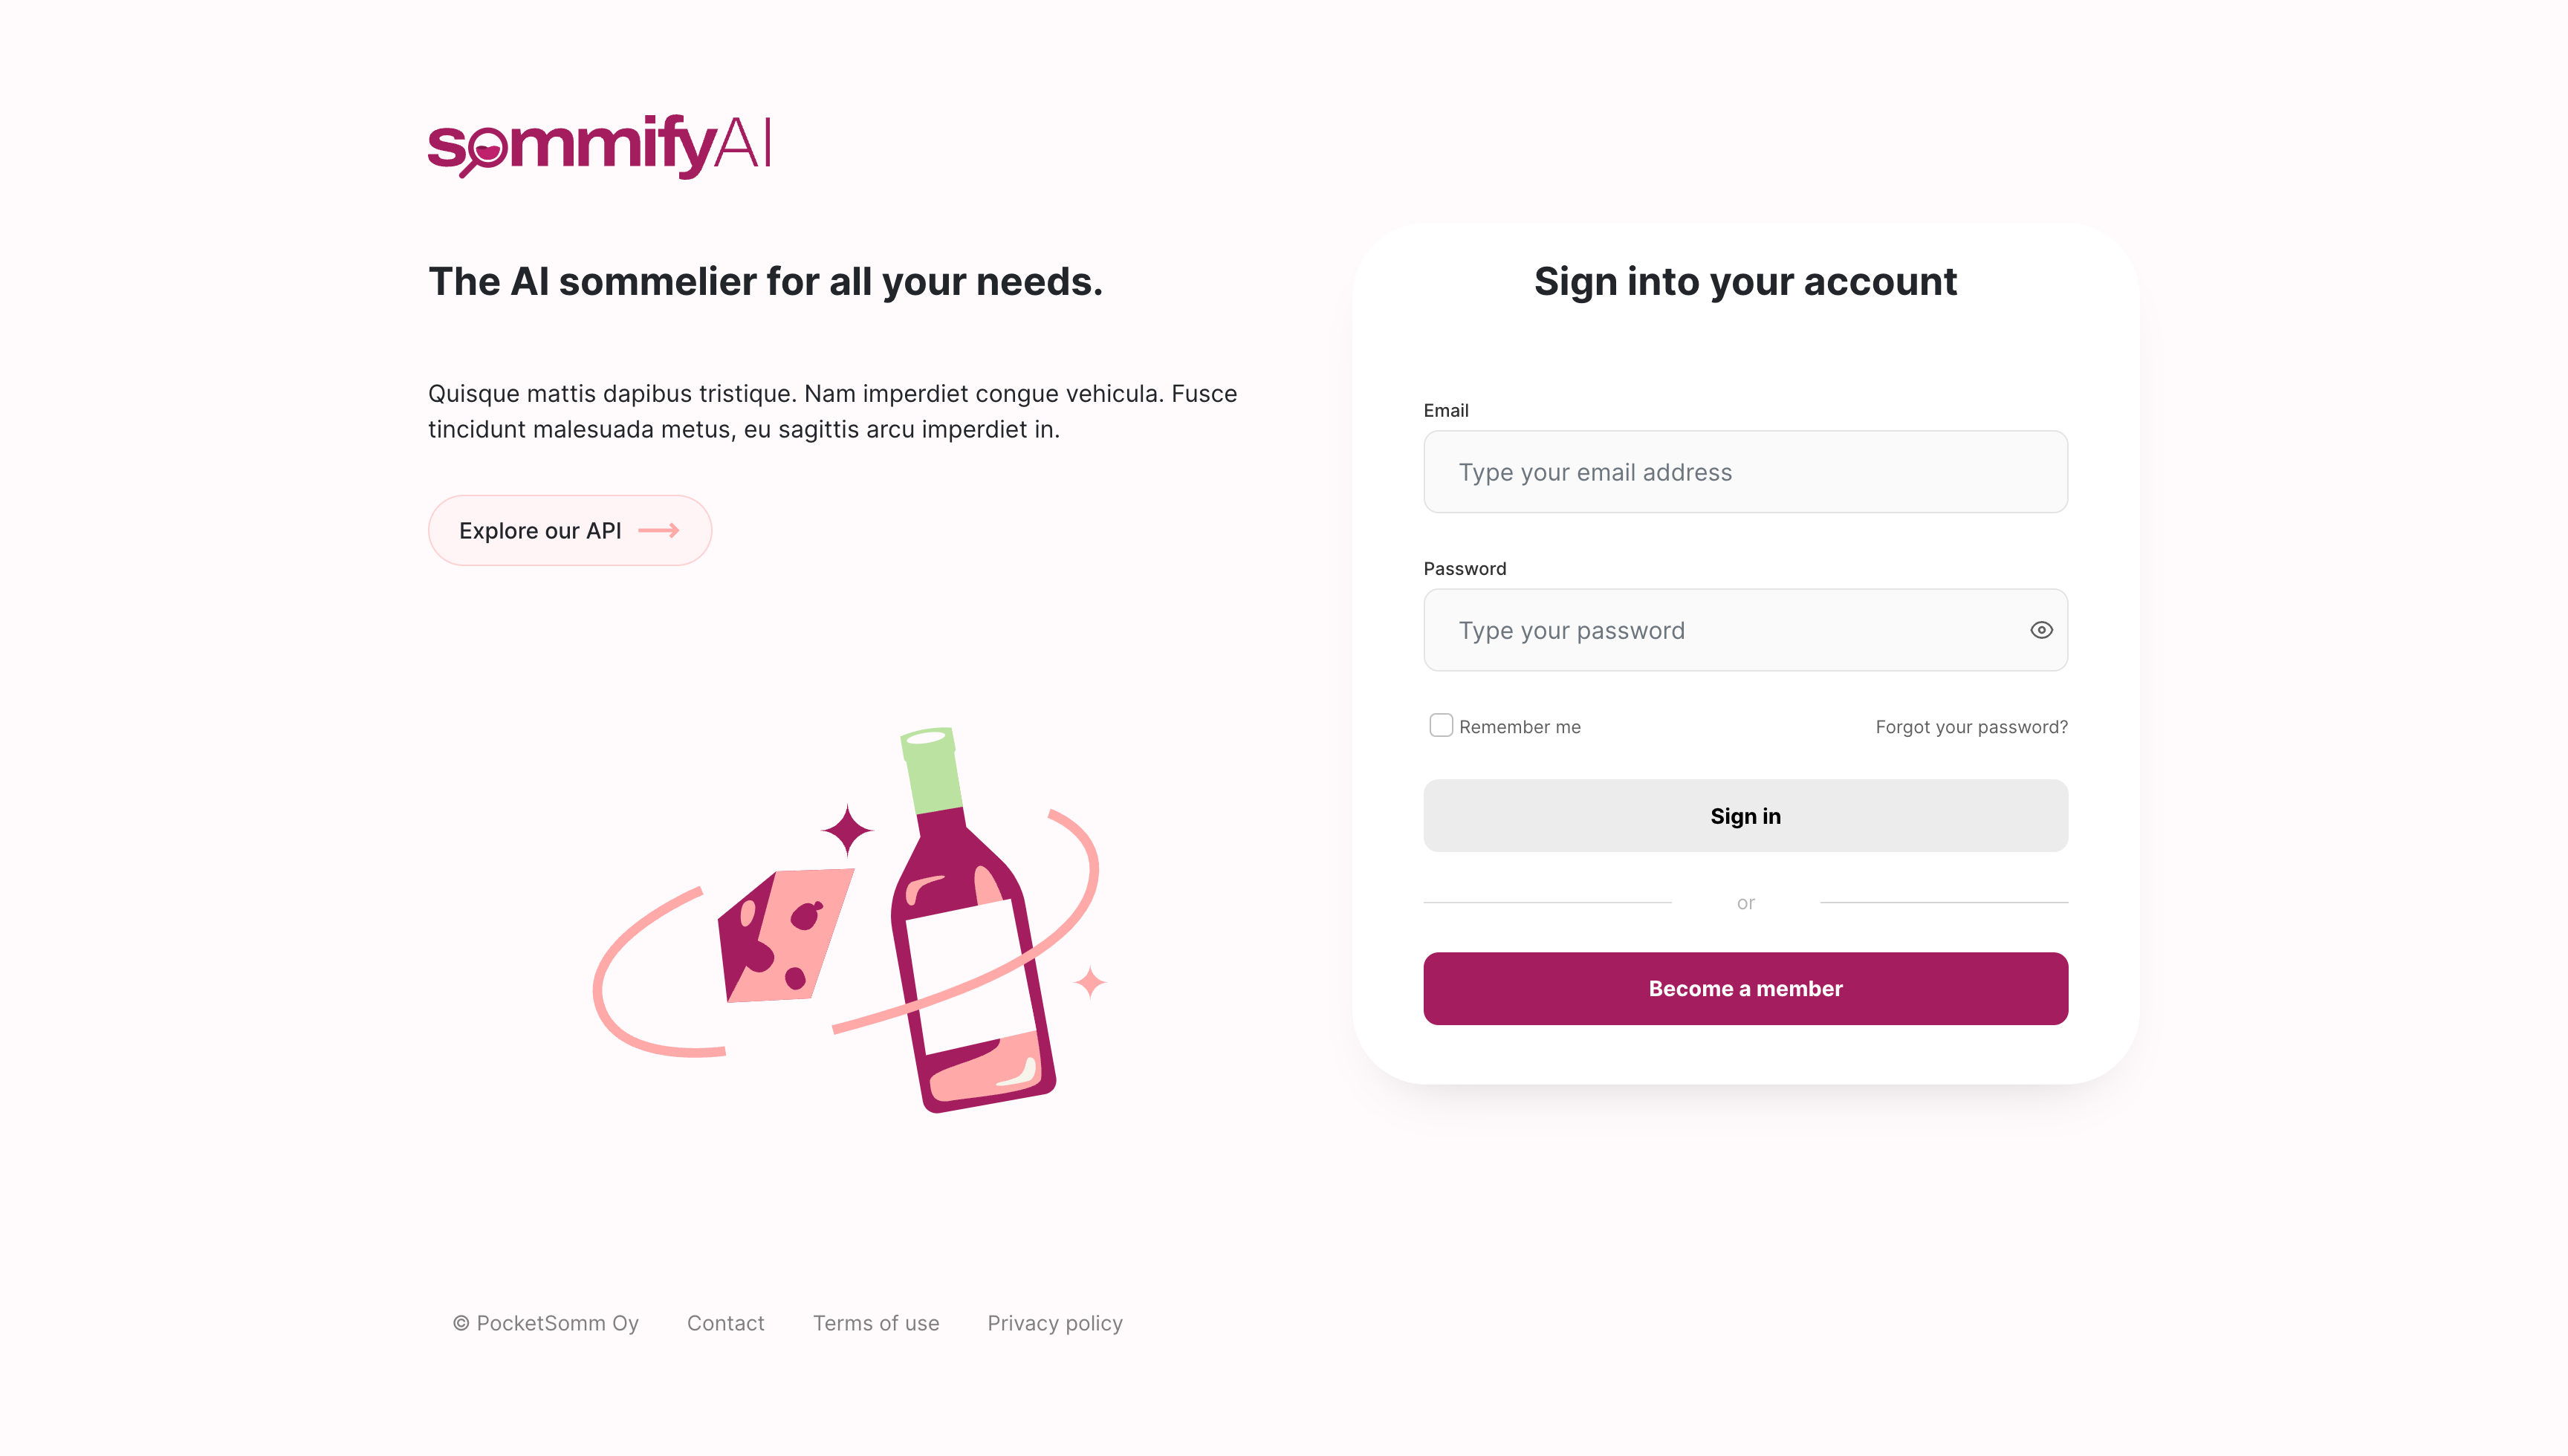 sommifyAI
The AI sommelier for all your needs.
Quisque mattis dapibus tristique. Nam imperdiet congue vehicula. Fusce
tincidunt malesuada metus, eu sagittis arcu imperdiet in.
Explore our API
Sign into your account
Email
Type your email address
Password
Type your password
Remember me
Forgot your password?
Sign in
or
Become a member
© PocketSomm Oy
Contact
Terms of use
Privacy policy